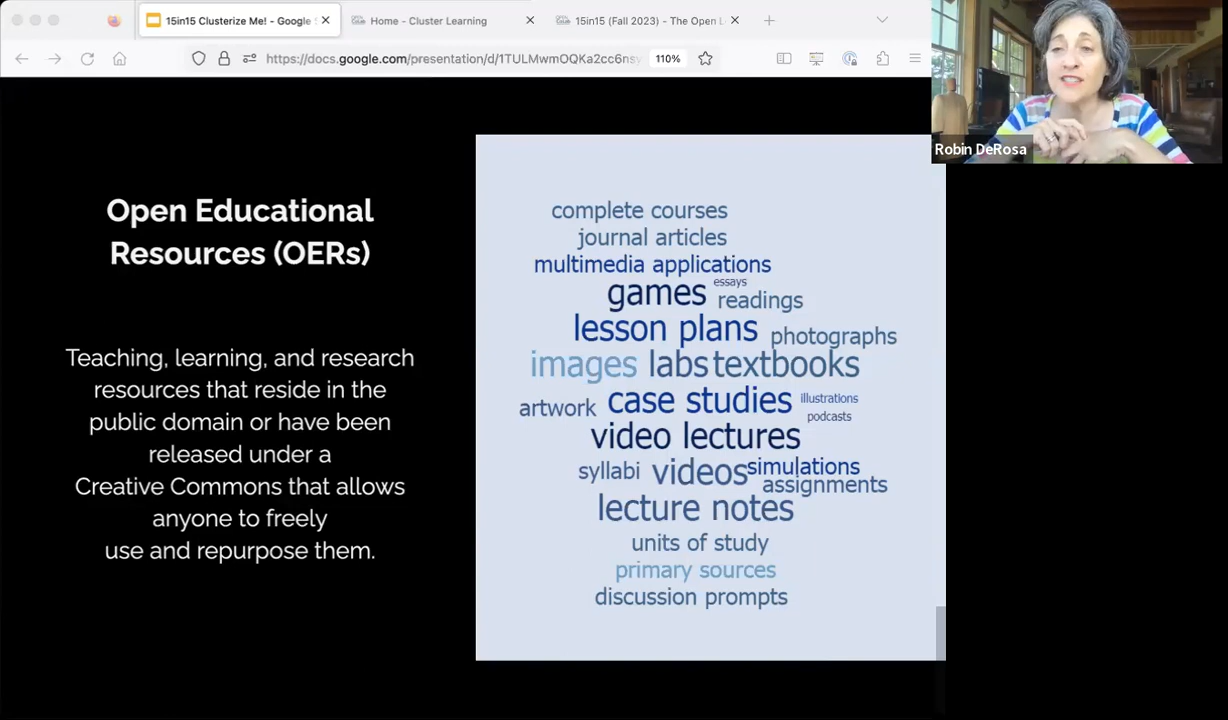 15in15 Clusterize Me! - Google S
Home - Cluster Learning
15in15 (Fall 2023) - The Open L
https://docs.google.com/presentation/d/1TULMwmOQKa2cc6nsy
110%
Robin DeRosa
Open Educational
Resources (OERs)
Teaching, learning, and research
resources that reside in the
public domain or have been
released under a
Creative Commons that allows
anyone to freely
use and repurpose them.
complete courses
journal articles
multimedia applications
games essays readings
lesson plans photographs
images labs textbooks
artwork case studies illustrations
podcasts
video lectures
syllabi videos simulations
assignments
lecture notes
units of study
primary sources
discussion prompts